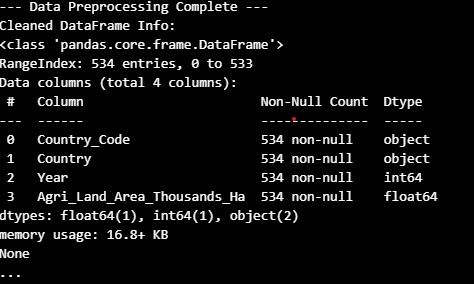 --- Data Preprocessing Complete ---
Cleaned DataFrame Info:
<class 'pandas.core.frame.DataFrame'>
RangeIndex: 534 entries, 0 to 533
Data columns (total 4 columns):
 #   Column                       Non-Null Count  Dtype
---  ------                       --------------  -----
 0   Country_Code                 534 non-null    object
 1   Country                      534 non-null    object
 2   Year                         534 non-null    int64
 3   Agri_Land_Area_Thousands_Ha  534 non-null    float64
dtypes: float64(1), int64(1), object(2)
memory usage: 16.8+ KB
None
...